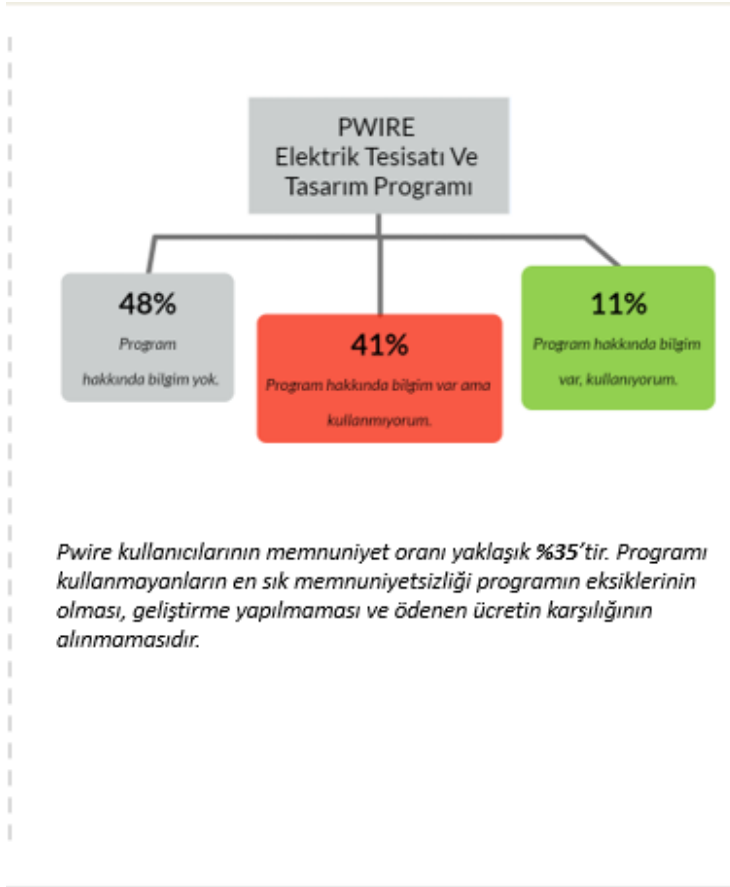 PWIRE
Elektrik Tesisatı Ve
Tasarım Programı
48%
Program
hakkında bilgim yok.
41%
Program hakkında bilgim var ama
kullanmıyorum.
11%
Program hakkında bilgim
var, kullanıyorum.
Pwire kullanıcılarının memnuniyet oranı yaklaşık %35'tir. Programı
kullanmayanların en sık memnuniyetsizliği programın eksiklerinin
olması, geliştirme yapılmaması ve ödenen ücretin karşılığının
alınmamasıdır.